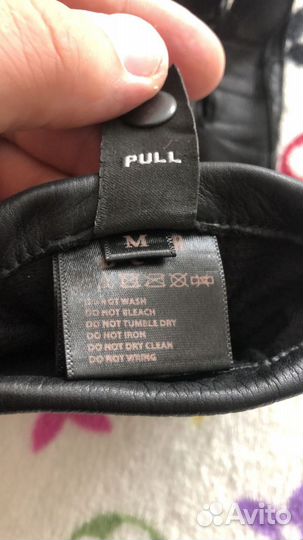 PULL
M
DO NOT WASH
DO NOT BLEACH
DO NOT TUMBLE DRY
DO NOT IRON
DO NOT DRY CLEAN
DO NOT WRING
Avito